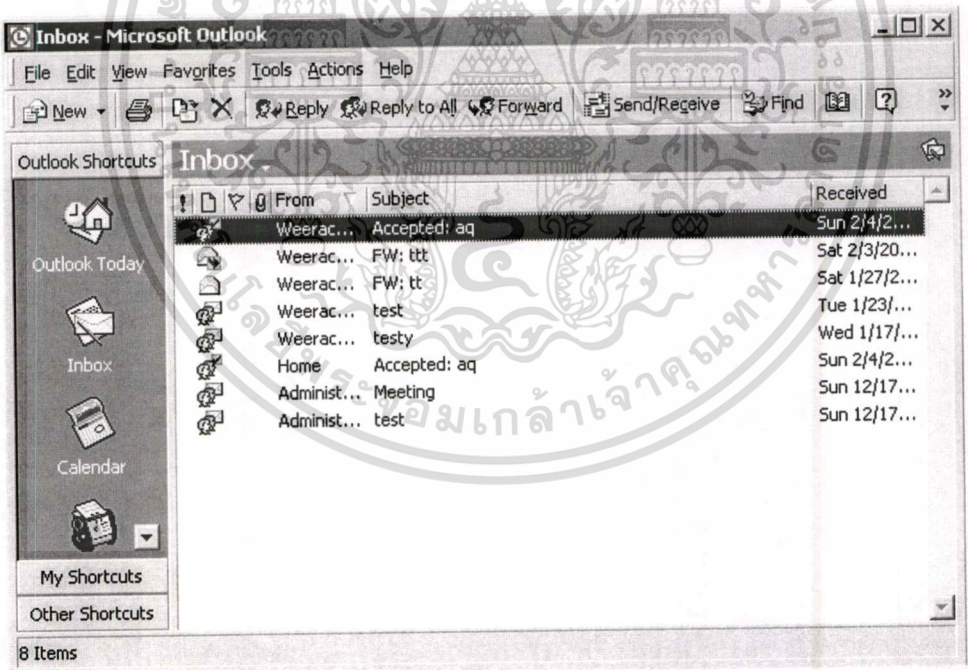 Inbox - Microsoft Outlook
File Edit View Favorites Tools Actions Help
New Reply Reply to All Forward Send/Receive Find
Outlook Shortcuts Inbox
! From Subject Received
Weerac... Accepted: aq Sun 2/4/2...
Weerac... FW: ttt Sat 2/3/20...
Weerac... FW: tt Sat 1/27/2...
Weerac... test Tue 1/23/...
Weerac... testy Wed 1/17/...
Home Accepted: aq Sun 2/4/2...
Administ... Meeting Sun 12/17...
Administ... test Sun 12/17...
Outlook Today
Inbox
Calendar
My Shortcuts
Other Shortcuts
8 Items